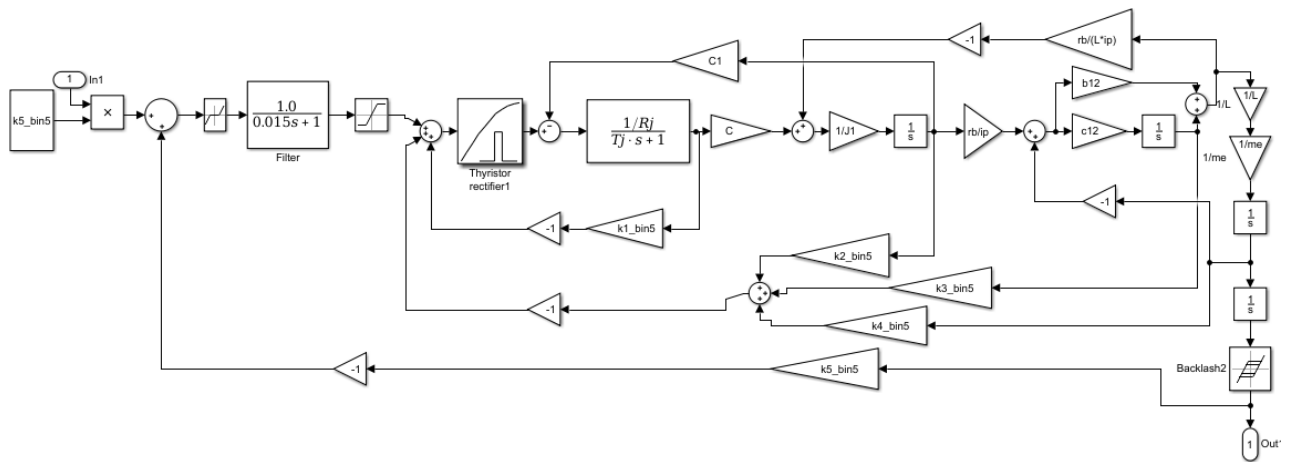 -1
rb/(L*ip)
C1
b12
1
In1
k5_bin5
×
1.0
0.015s + 1
Filter
Thyristor
rectifier1
1/Rj
Tj · s + 1
C
1/J1
1
s
rb/ip
c12
1
s
1/L
1/L
1/me
1/me
-1
1
s
-1
k1_bin5
k2_bin5
k3_bin5
k4_bin5
-1
1
s
-1
k5_bin5
Backlash2
1
Out1